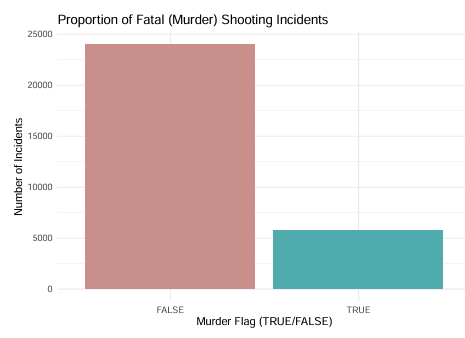 Proportion of Fatal (Murder) Shooting Incidents
25000
20000
15000
10000
5000
0
Number of Incidents
FALSE
TRUE
Murder Flag (TRUE/FALSE)